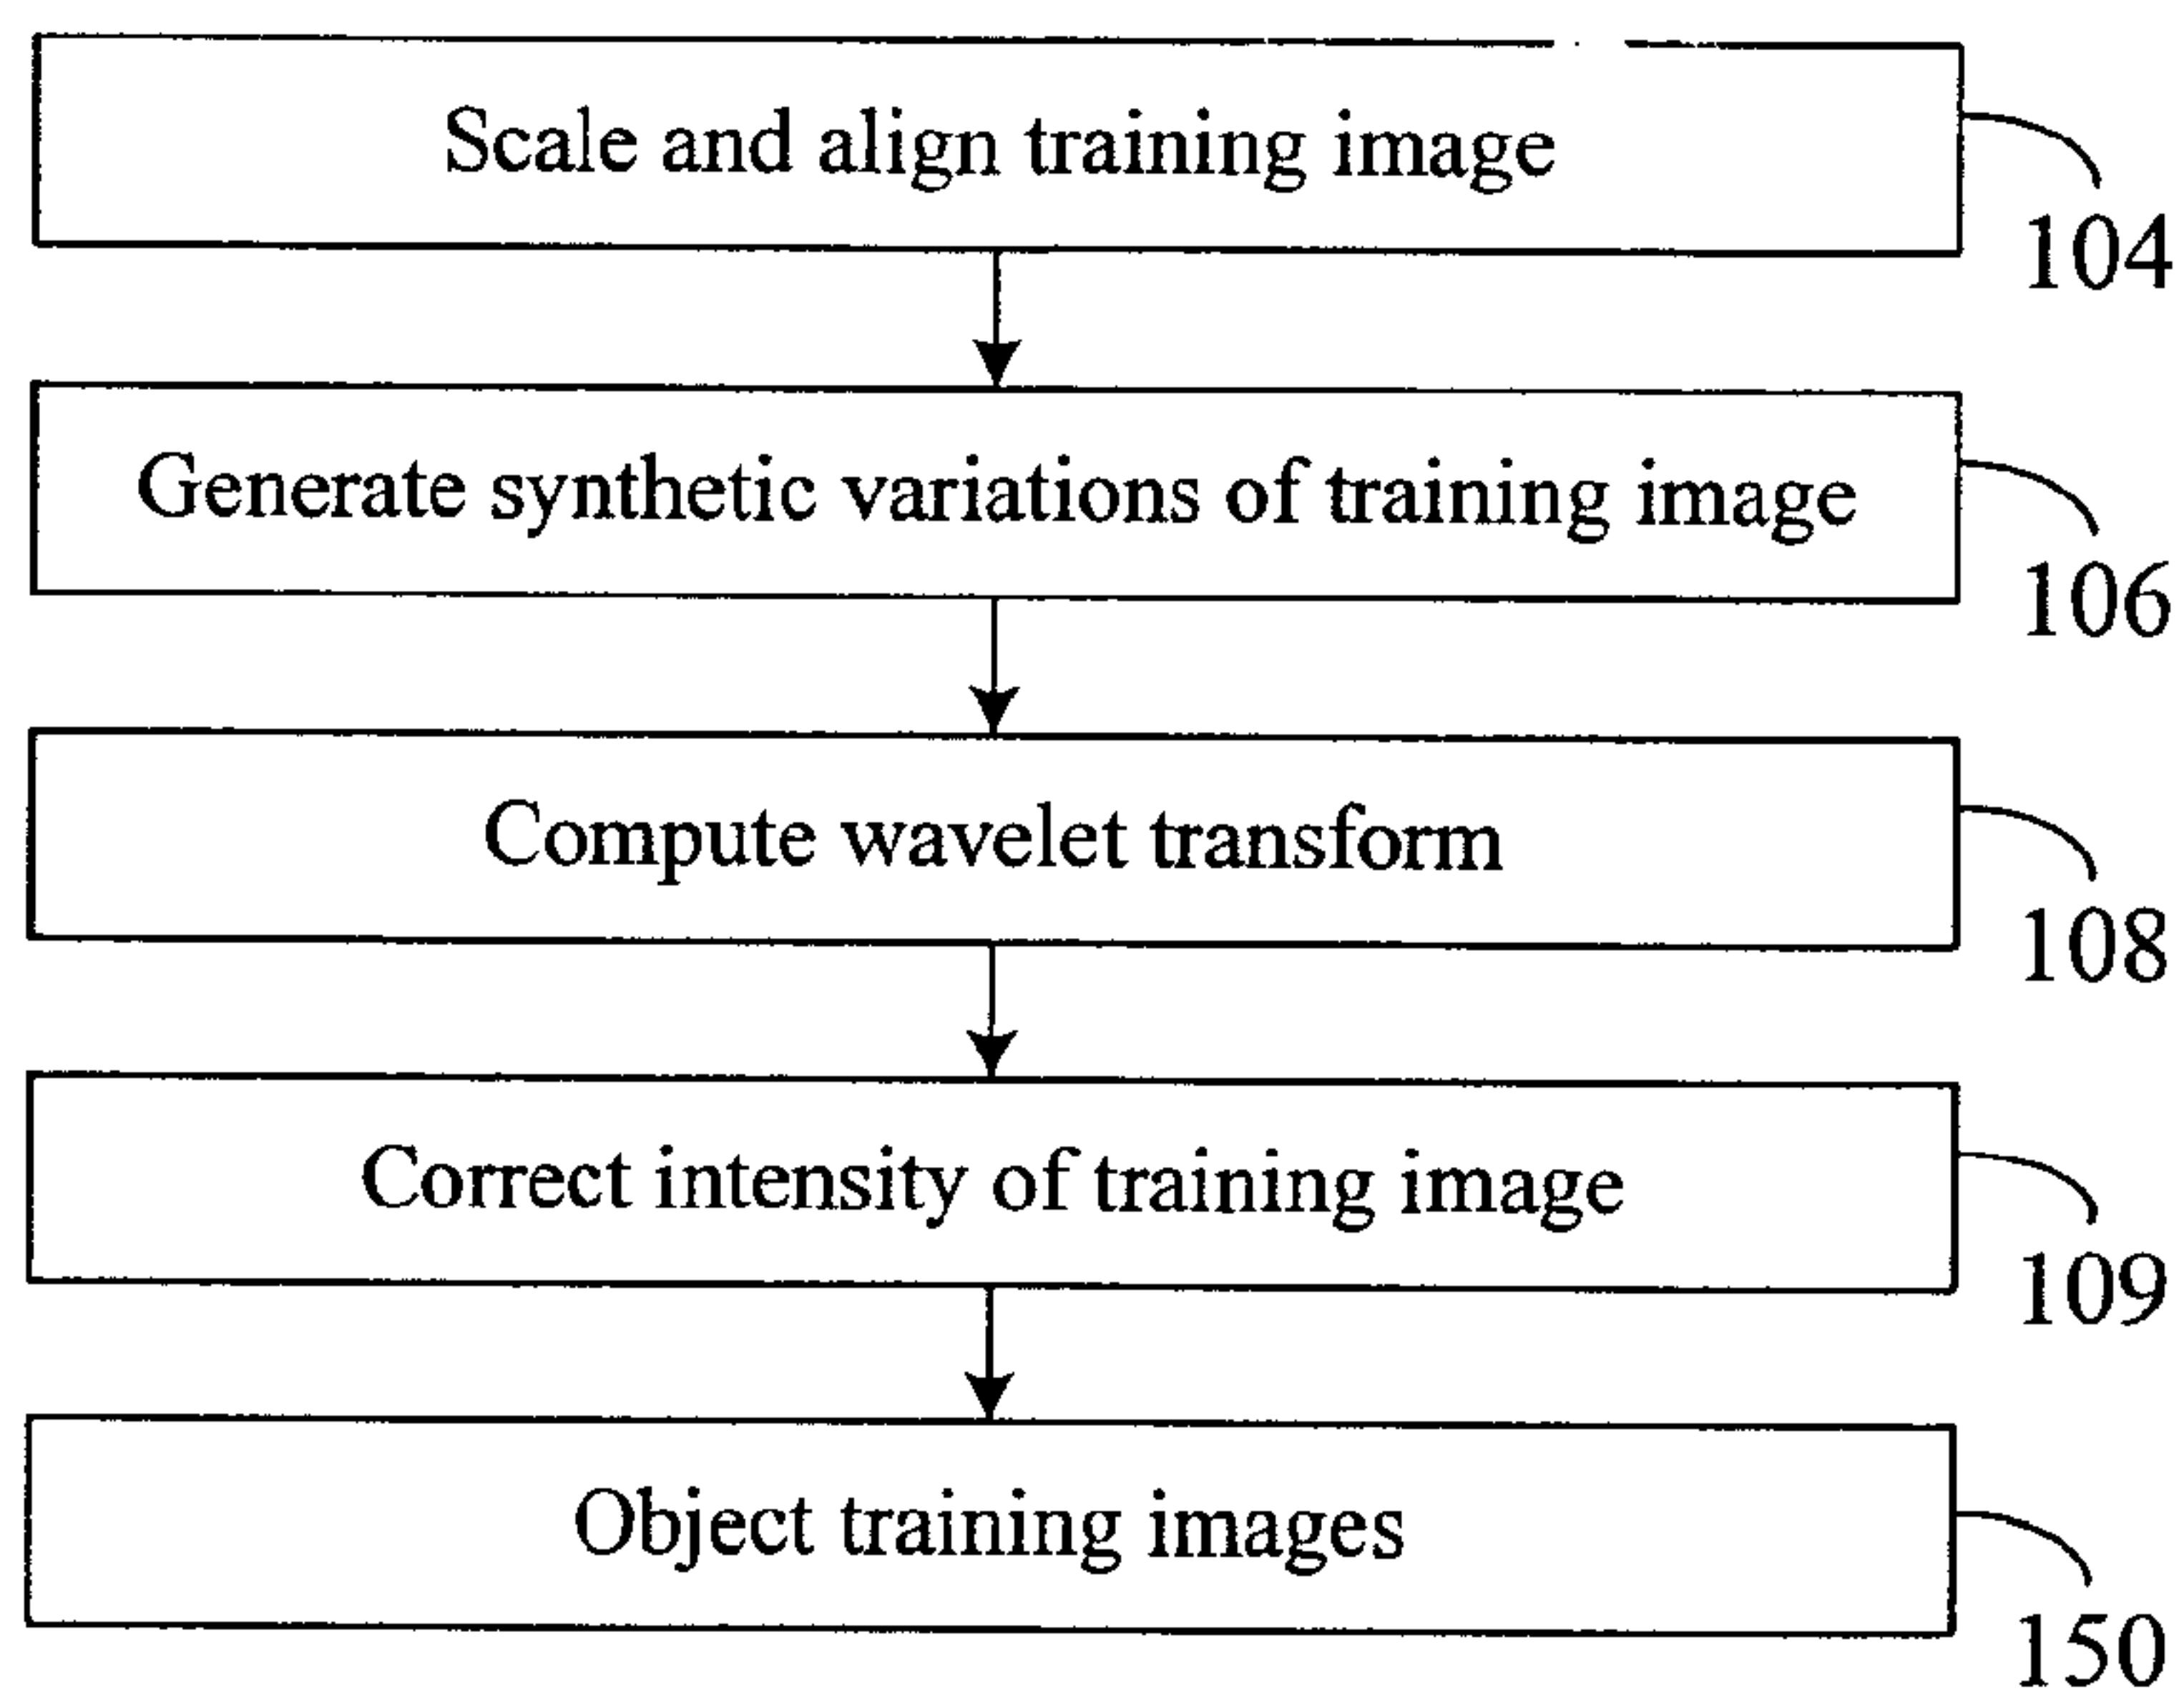 Scale and align training image
104
Generate synthetic variations of training image
106
Compute wavelet transform
108
Correct intensity of training image
109
Object training images
150